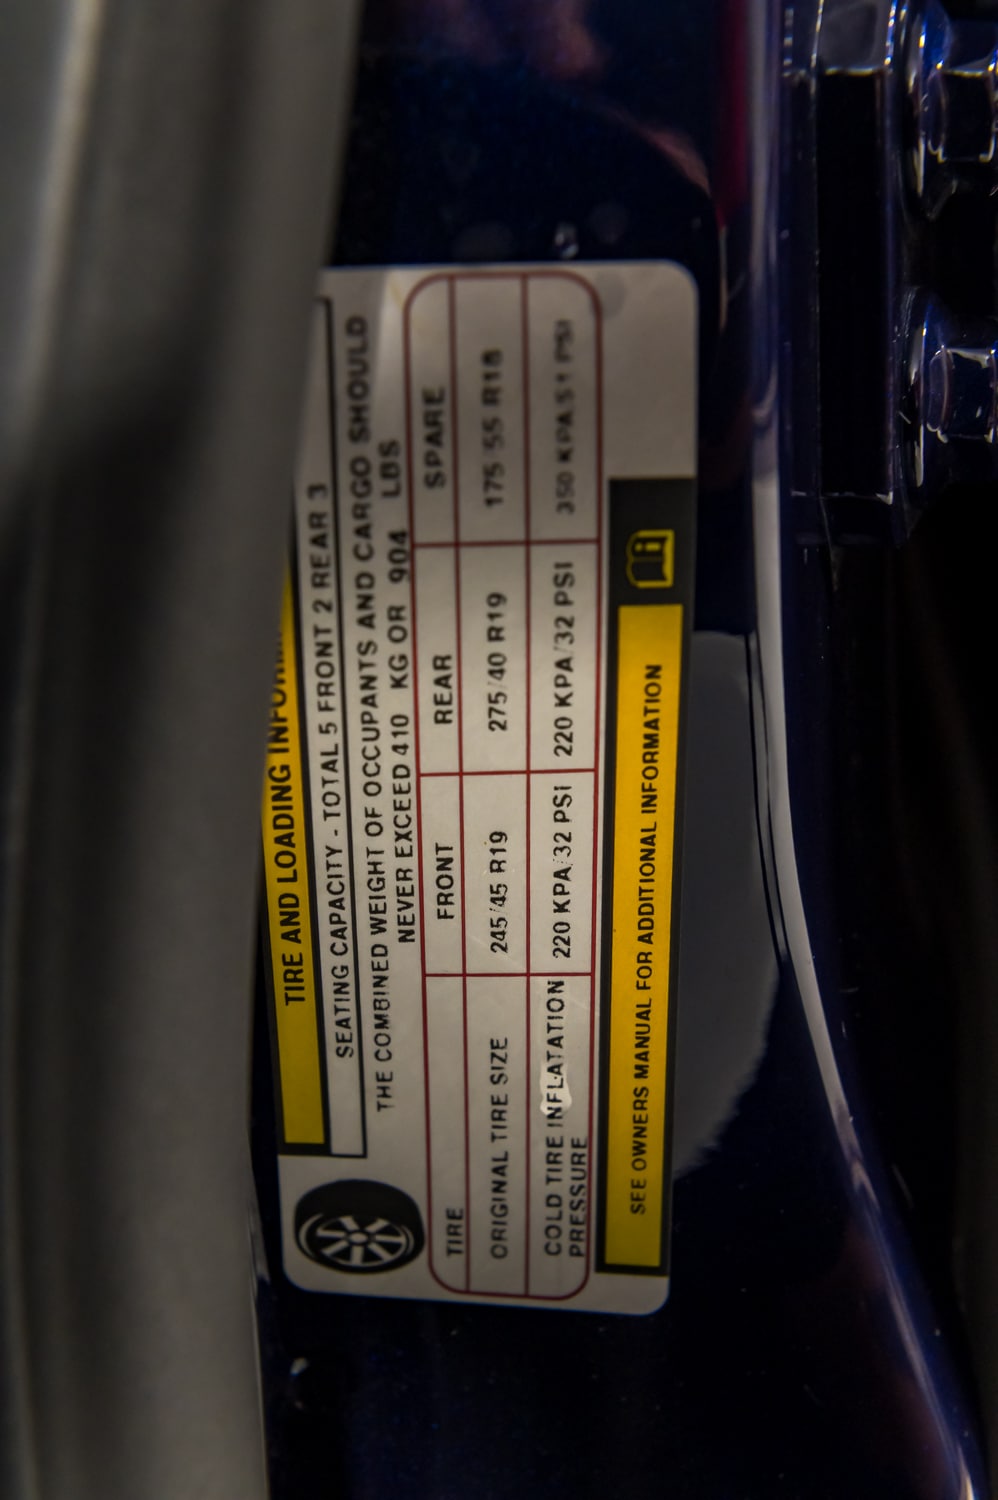 TIRE AND LOADING INFORM
SEATING CAPACITY - TOTAL 5 FRONT 2 REAR 3
THE COMBINED WEIGHT OF OCCUPANTS AND CARGO SHOULD
NEVER EXCEED 410 KG OR 904 LBS
TIRE FRONT REAR SPARE
ORIGINAL TIRE SIZE 245/45 R19 275/40 R19 175 55 R18
COLD TIRE INFLATATION 220 KPA/32 PSI 220 KPA/32 PSI 350 KPA 51 PSI
PRESSURE
SEE OWNERS MANUAL FOR ADDITIONAL INFORMATION